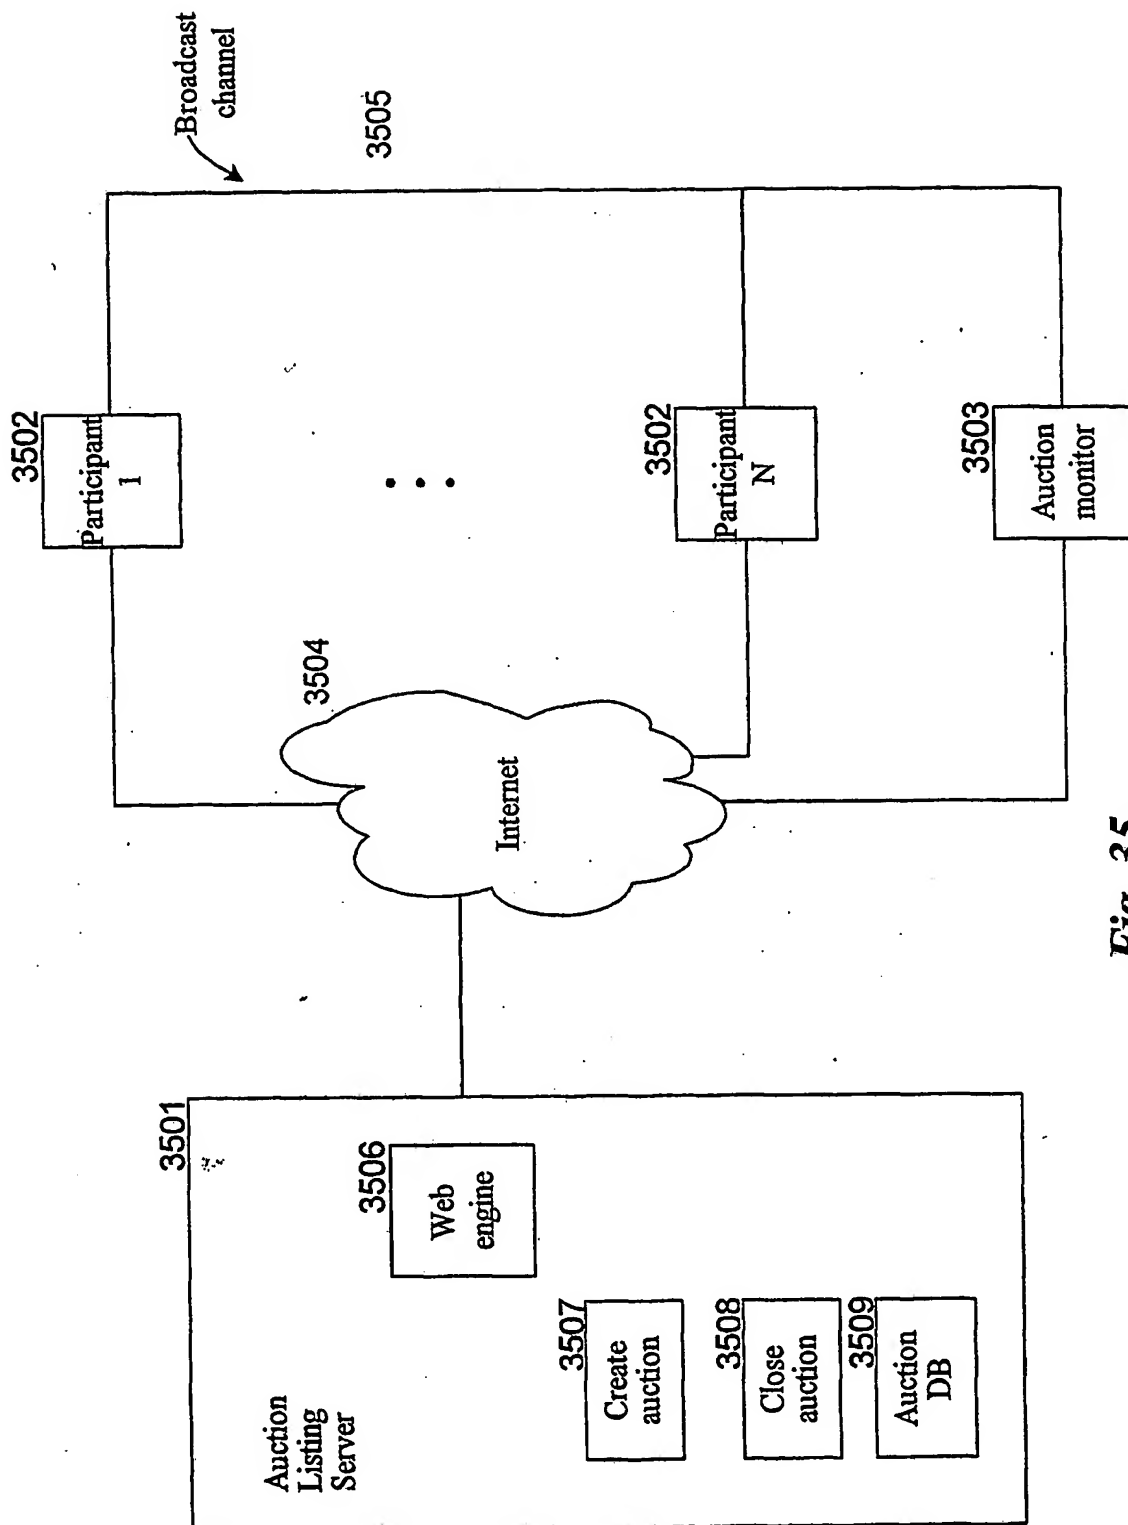 Broadcast
channel
3505
3502
Participant
1
3502
Participant
N
3503
Auction
monitor
3504
Internet
3501
Auction
Listing
Server
3506
Web
engine
3507
Create
auction
3508
Close
auction
3509
Auction
DB
Fig. 35